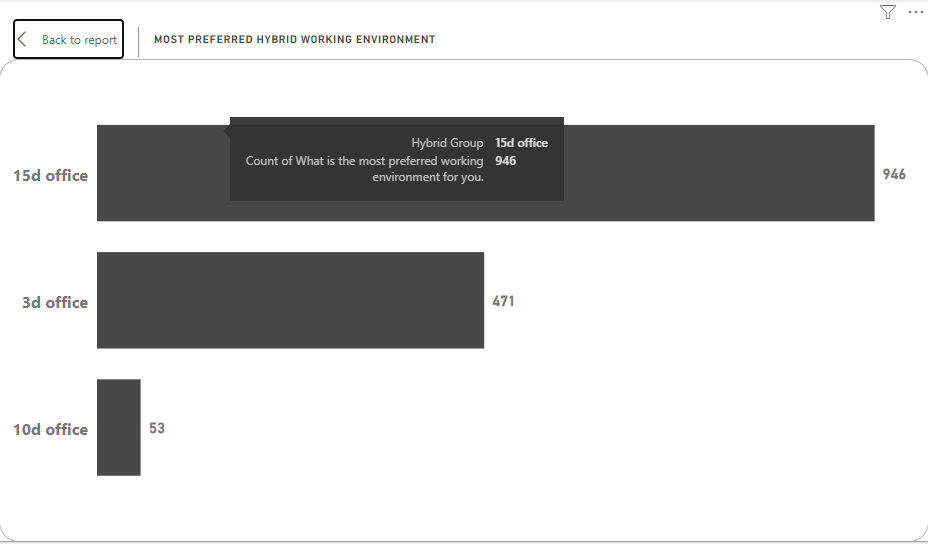 Back to report
MOST PREFERRED HYBRID WORKING ENVIRONMENT
Hybrid Group 15d office
Count of What is the most preferred working 946
environment for you.
15d office
946
3d office
471
10d office
53